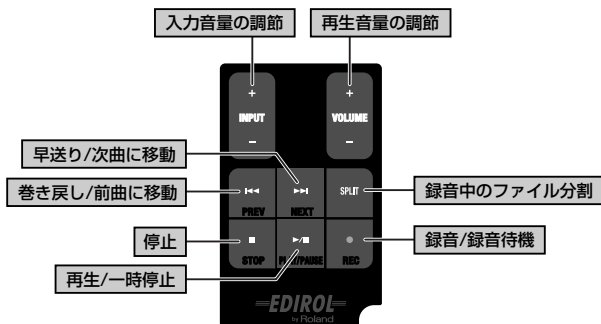 入力音量の調節
再生音量の調節
+
+
INPUT
VOLUME
−
−
早送り/次曲に移動
巻き戻し/前曲に移動
SPLIT
録音中のファイル分割
PREV
NEXT
停止
録音/録音待機
STOP
PLAY/PAUSE
REC
再生/一時停止
EDIROL
by Roland